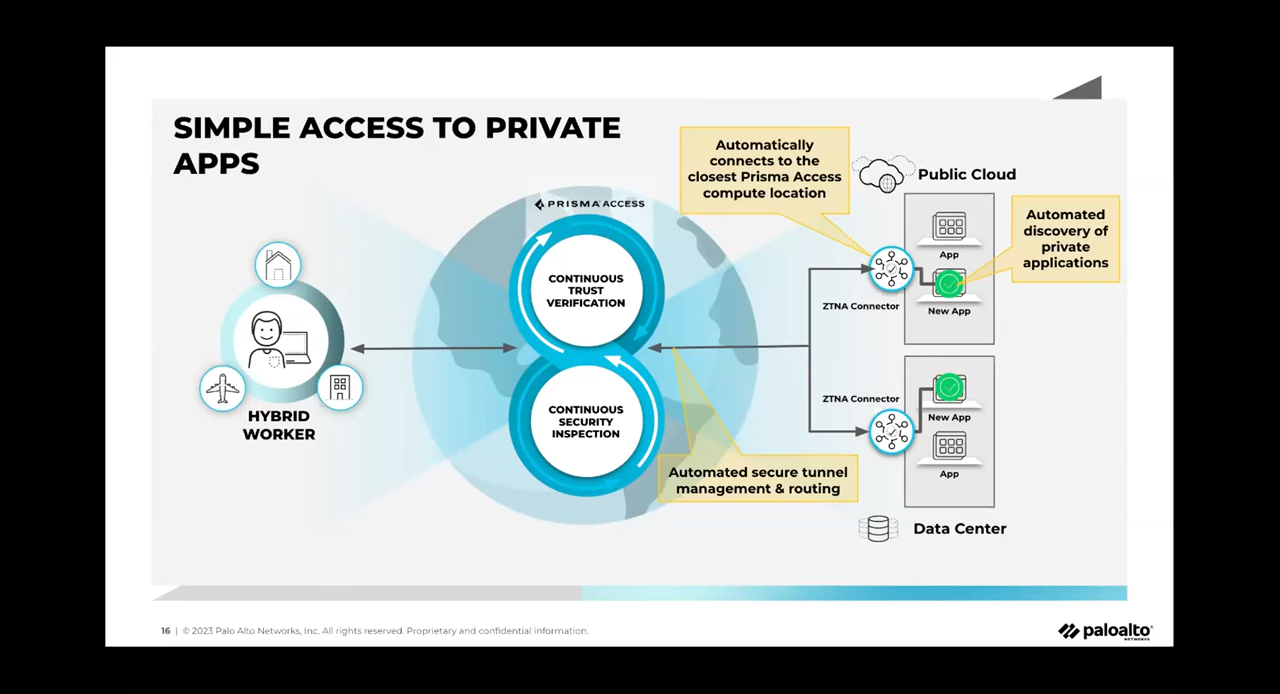 SIMPLE ACCESS TO PRIVATE
APPS
PRISMA ACCESS
CONTINUOUS
TRUST
VERIFICATION
CONTINUOUS
SECURITY
INSPECTION
HYBRID
WORKER
Automatically
connects to the
closest Prisma Access
compute location
Public Cloud
Automated
discovery of
private
applications
App
ZTNA Connector
New App
ZTNA Connector
New App
App
Automated secure tunnel
management & routing
Data Center
16 | © 2023 Palo Alto Networks, Inc. All rights reserved. Proprietary and confidential information.
paloalto
NETWORKS